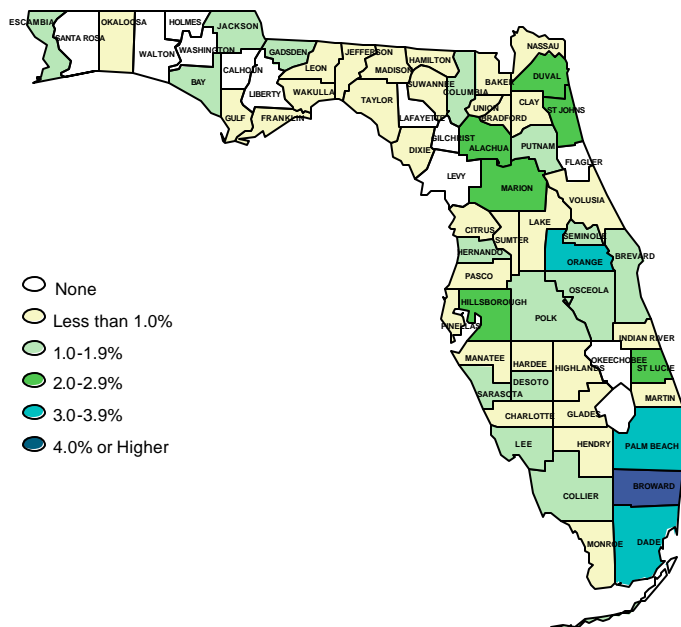 ESCAMBIA
SANTA ROSA
OKALOOSA
HOLMES
WALTON
WASHINGTON
JACKSON
BAY
CALHOUN
GADSDEN
LIBERTY
GULF
LEON
WAKULLA
FRANKLIN
JEFFERSON
MADISON
TAYLOR
HAMILTON
SUWANNEE
LAFAYETTE
DIXIE
COLUMBIA
GILCHRIST
BAKER
UNION
BRADFORD
ALACHUA
LEVY
NASSAU
DUVAL
CLAY
ST JOHNS
PUTNAM
FLAGLER
MARION
VOLUSIA
CITRUS
SUMTER
LAKE
SEMINOLE
HERNANDO
ORANGE
BREVARD
PASCO
OSCEOLA
HILLSBOROUGH
PINELLAS
POLK
INDIAN RIVER
MANATEE
HARDEE
HIGHLANDS
OKEECHOBEE
ST LUCIE
SARASOTA
DESOTO
MARTIN
CHARLOTTE
GLADES
LEE
HENDRY
PALM BEACH
COLLIER
BROWARD
MONROE
DADE
None
Less than 1.0%
1.0-1.9%
2.0-2.9%
3.0-3.9%
4.0% or Higher